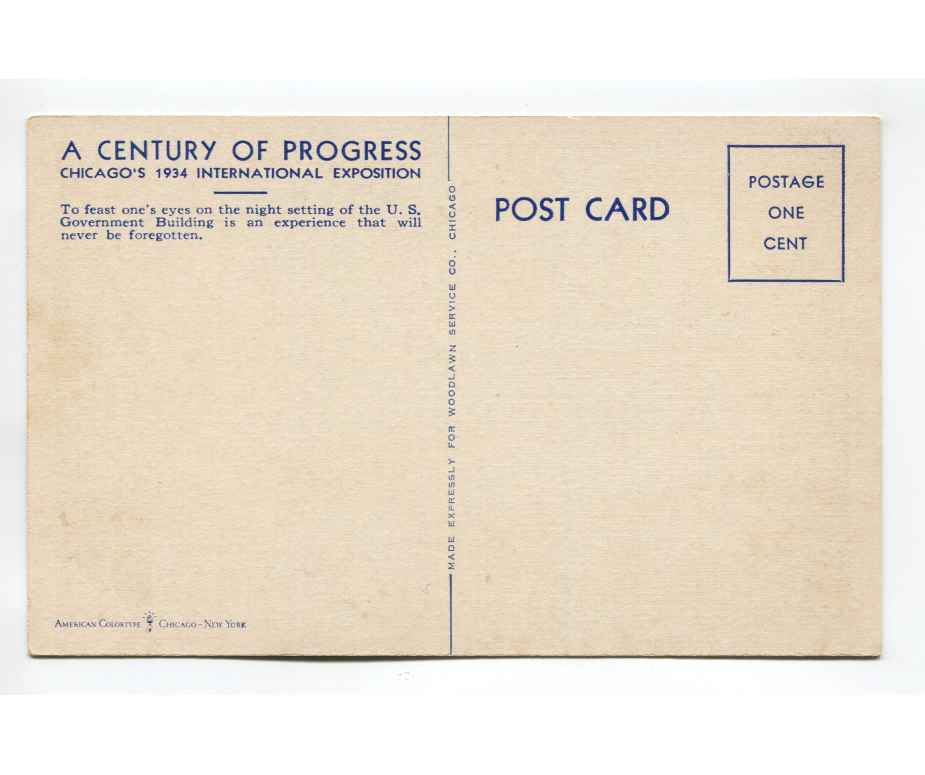 A CENTURY OF PROGRESS
CHICAGO'S 1934 INTERNATIONAL EXPOSITION
To feast one's eyes on the night setting of the U. S.
Government Building is an experience that will
never be foregotten.
AMERICAN COLORTYPE CHICAGO-NEW YORK
MADE EXPRESSLY FOR WOODLAWN SERVICE CO., CHICAGO
POST CARD
POSTAGE
ONE
CENT